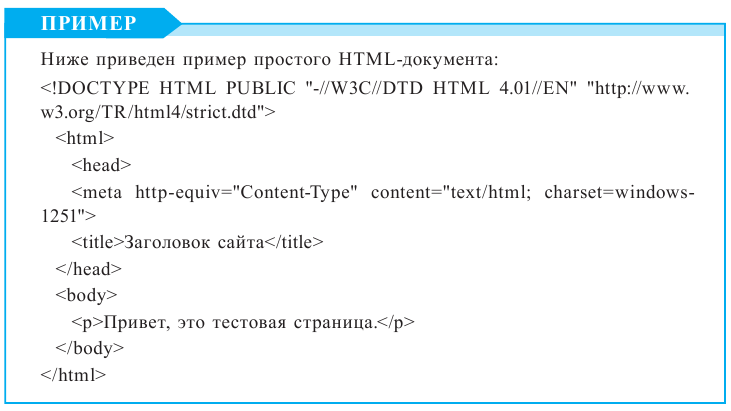 ПРИМЕР
Ниже приведен пример простого HTML-документа:
<!DOCTYPE HTML PUBLIC "-//W3C//DTD HTML 4.01//EN" "http://www.
w3.org/TR/html4/strict.dtd">
<html>
<head>
<meta http-equiv="Content-Type" content="text/html; charset=windows-
1251">
<title>Заголовок сайта</title>
</head>
<body>
<p>Привет, это тестовая страница.</p>
</body>
</html>